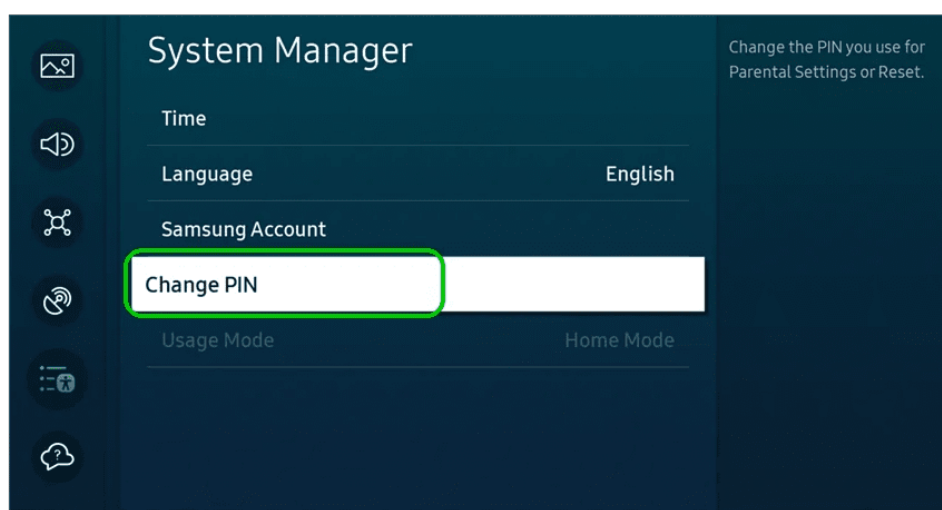 System Manager
Change the PIN you use for
Parental Settings or Reset.
Time
Language English
Samsung Account
Change PIN
Usage Mode Home Mode
?